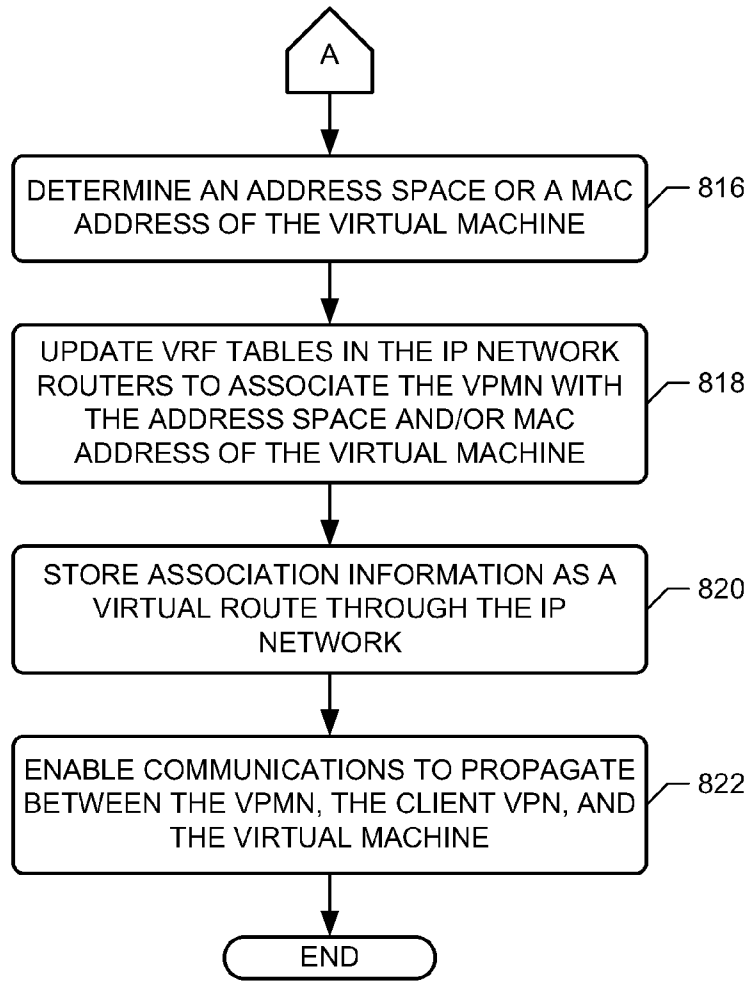 A
DETERMINE AN ADDRESS SPACE OR A MAC
ADDRESS OF THE VIRTUAL MACHINE
816
UPDATE VRF TABLES IN THE IP NETWORK
ROUTERS TO ASSOCIATE THE VPMN WITH
THE ADDRESS SPACE AND/OR MAC
ADDRESS OF THE VIRTUAL MACHINE
818
STORE ASSOCIATION INFORMATION AS A
VIRTUAL ROUTE THROUGH THE IP
NETWORK
820
ENABLE COMMUNICATIONS TO PROPAGATE
BETWEEN THE VPMN, THE CLIENT VPN, AND
THE VIRTUAL MACHINE
822
END